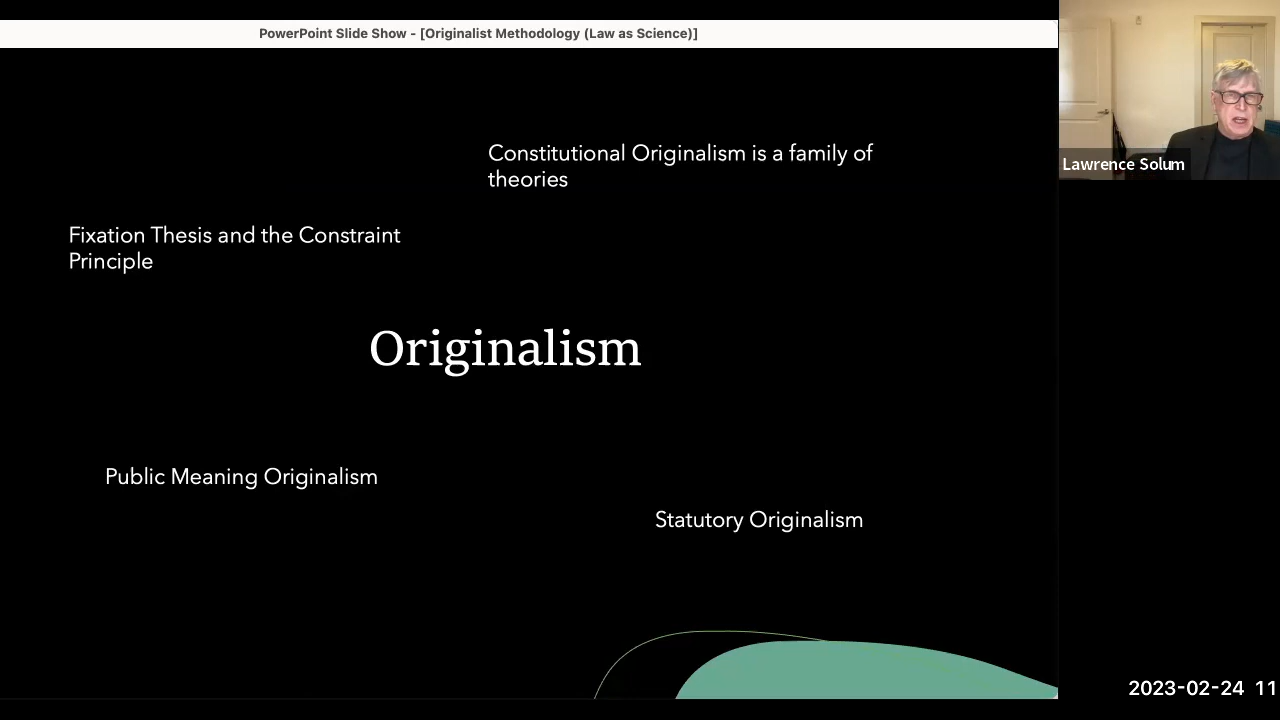 PowerPoint Slide Show - [Originalist Methodology (Law as Science)]
Constitutional Originalism is a family of
theories
Fixation Thesis and the Constraint
Principle
Originalism
Public Meaning Originalism
Statutory Originalism
Lawrence Solum
2023-02-24 11